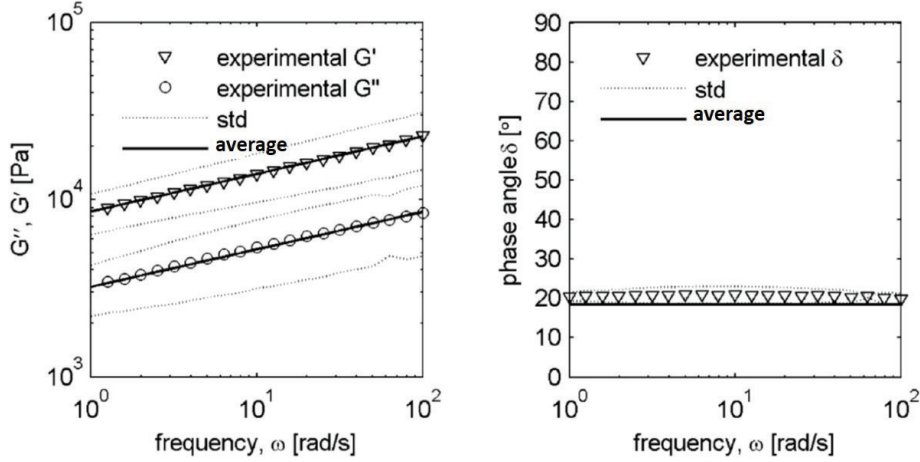 10⁵
experimental G'
experimental G''
std
average
10⁴
10³
G'', G' [Pa]
10⁰
10¹
10²
frequency, ω [rad/s]
90
80
70
60
50
40
30
20
10
0
experimental δ
std
average
phase angleδ [°]
10⁰
10¹
10²
frequency, ω [rad/s]